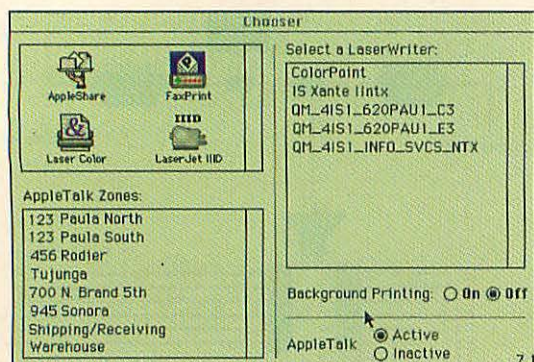 Chooser
AppleShare
FaxPrint
Laser Color
IIID
LaserJet IIID
AppleTalk Zones:
123 Paula North
123 Paula South
456 Rodier
Tujunga
700 N. Brand 5th
945 Sonora
Shipping/Receiving
Warehouse
Select a LaserWriter:
ColorPoint
IS Xante IIntx
QM_4IS1_620PAU1_C3
QM_4IS1_620PAU1_E3
QM_4IS1_INFO_SVCS_NTX
Background Printing: On Off
AppleTalk Active
Inactive